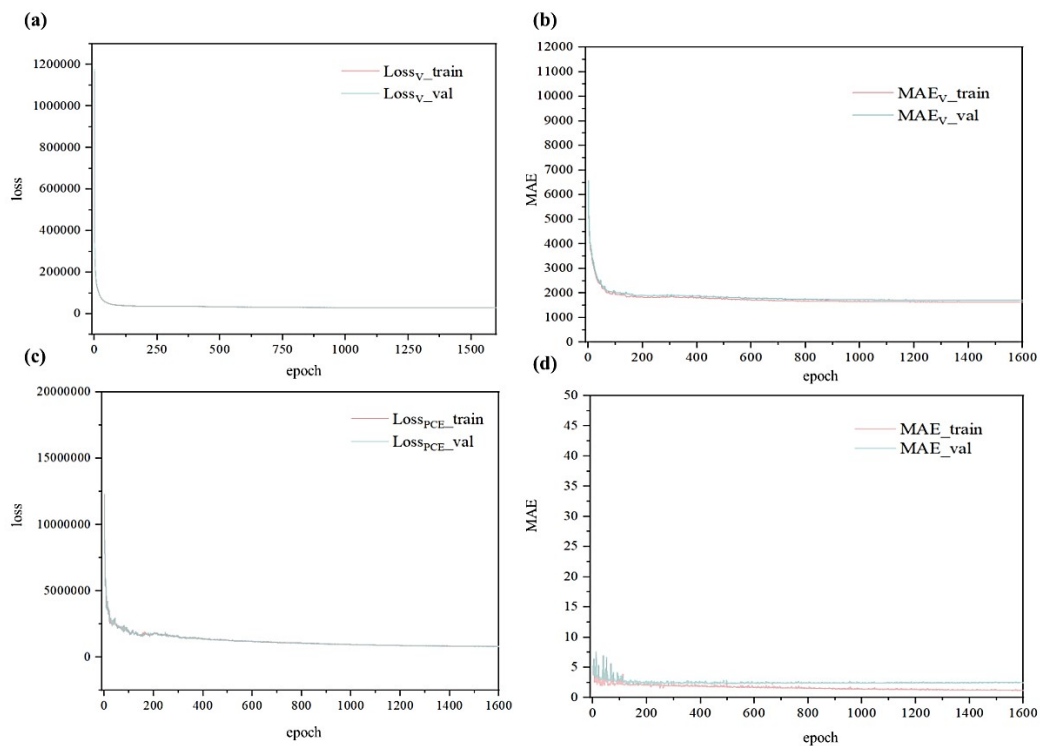 (a)
1200000
1000000
800000
600000
400000
200000
0
loss
0 250 500 750 1000 1250 1500
epoch
Loss_V_train
Loss_V_val
(b)
12000
11000
10000
9000
8000
7000
6000
5000
4000
3000
2000
1000
0
MAE
0 200 400 600 800 1000 1200 1400 1600
epoch
MAE_V_train
MAE_V_val
(c)
20000000
15000000
10000000
5000000
0
loss
0 200 400 600 800 1000 1200 1400 1600
epoch
Loss_PCE_train
Loss_PCE_val
(d)
50
45
40
35
30
25
20
15
10
5
0
MAE
0 200 400 600 800 1000 1200 1400 1600
epoch
MAE_train
MAE_val